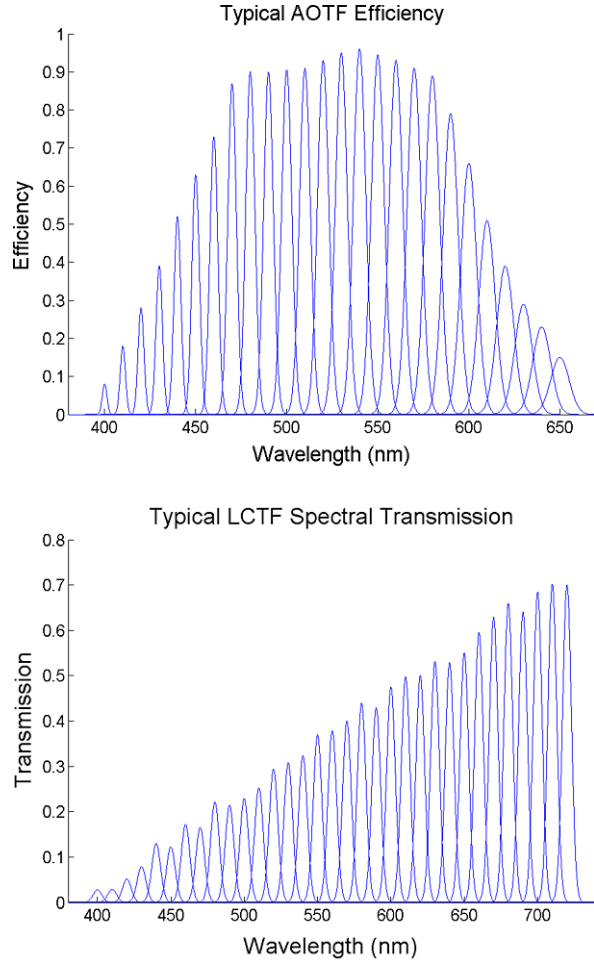 Typical AOTF Efficiency
1
0.9
0.8
0.7
0.6
0.5
0.4
0.3
0.2
0.1
0
Efficiency
400 450 500 550 600 650
Wavelength (nm)
Typical LCTF Spectral Transmission
0.8
0.7
0.6
0.5
0.4
0.3
0.2
0.1
0
Transmission
400 450 500 550 600 650 700
Wavelength (nm)